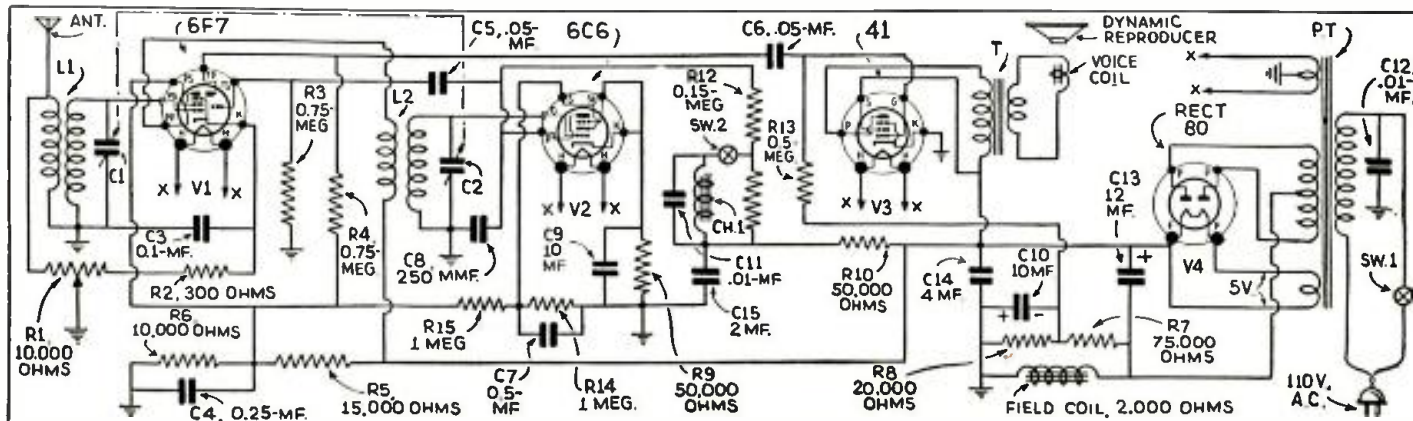 ANT.
L1
C1
6F7
V1
X
X
C3
0.1-MF.
R2, 300 OHMS
R1,
10,000
OHMS
R6,
10,000 OHMS
C4, 0.25-MF.
R5,
15,000 OHMS
R3
0.75-
MEG
R4,
0.75-
MEG.
L2
C5, .05-
MF.
C2
C8,
250 MMF.
R15
1 MEG
C7
0.5-
MF
R14
1 MEG.
6C6
V2
X
X
C9
10
MF
R9
50,000
OHMS
C6, .05-MF.
R12
0.15-
MEG
SW.2
CH.1
C11
.01-MF
C15
2 MF.
R13
0.5
MEG.
R10
50,000
OHMS
41
V3
P
G
K
H
H
X
X
T
DYNAMIC
REPRODUCER
VOICE
COIL
C14
4 MF
C10
10 MF
+ -
R8
20,000
OHMS
R7
75,000
OHMS
FIELD COIL, 2,000 OHMS
C13
12
MF.
+
X
X
RECT
80
V4
P
P
F
F
5V.
P.T
C12,
.01-
MF.
SW.1
110 V.
A.C.